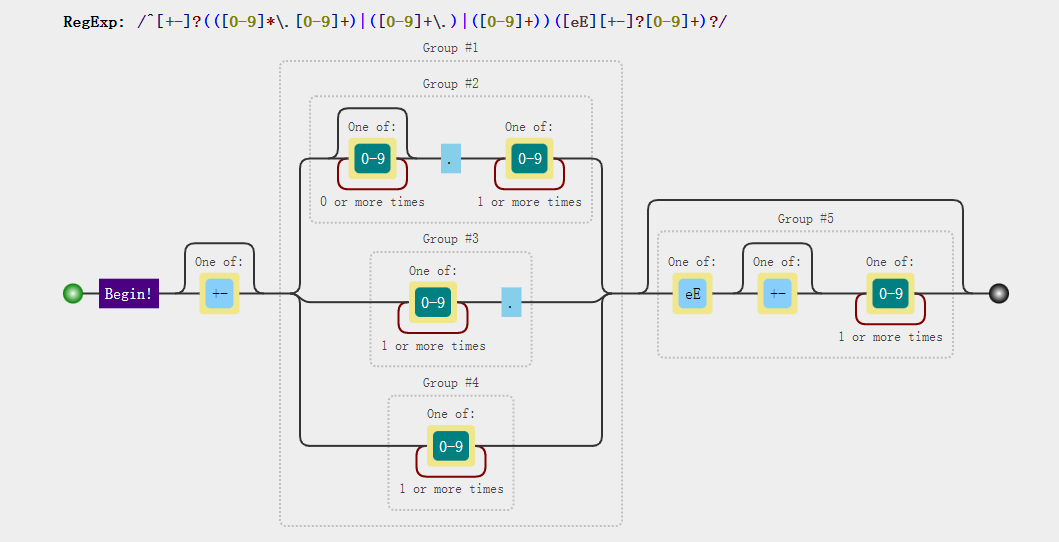 RegExp: /^[+-]?(([0-9]*\.[0-9]+)|([0-9]+\.)|([0-9]+))([eE][+-]?[0-9]+)?/
Group #1
Group #2
One of:
One of:
0-9
.
0-9
0 or more times
1 or more times
Group #3
One of:
0-9
.
1 or more times
Group #4
One of:
0-9
1 or more times
Begin!
One of:
+-
Group #5
One of:
One of:
One of:
eE
+-
0-9
1 or more times